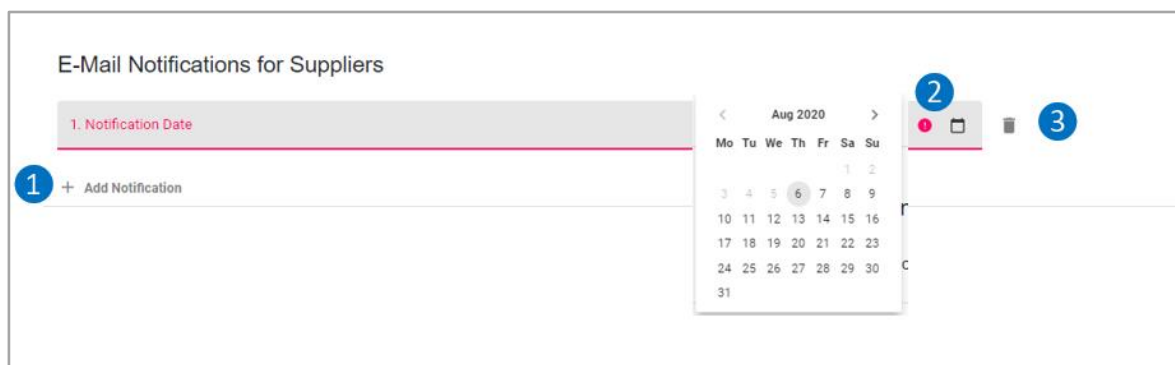 E-Mail Notifications for Suppliers
2
1. Notification Date
Aug 2020
3
Mo Tu We Th Fr Sa Su
1 2
1
+ Add Notification
3 4 5 6 7 8 9
10 11 12 13 14 15 16
17 18 19 20 21 22 23
24 25 26 27 28 29 30
31